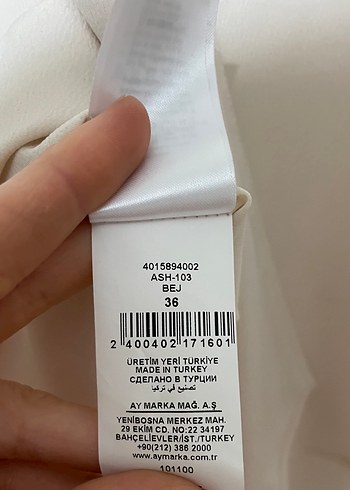 4015894002
ASH-103
BEJ
36
2 400402 171601
ÜRETİM YERİ TÜRKİYE
MADE IN TURKEY
СДЕЛАНО В ТУРЦИИ
تصنيع في تركيا
AY MARKA MAĞ. A.Ş
YENİBOSNA MERKEZ MAH.
29 EKİM CD. NO:22 34197
BAHÇELİEVLER/İST./TURKEY
+90(212) 386 2000
www.aymarka.com.tr
101100